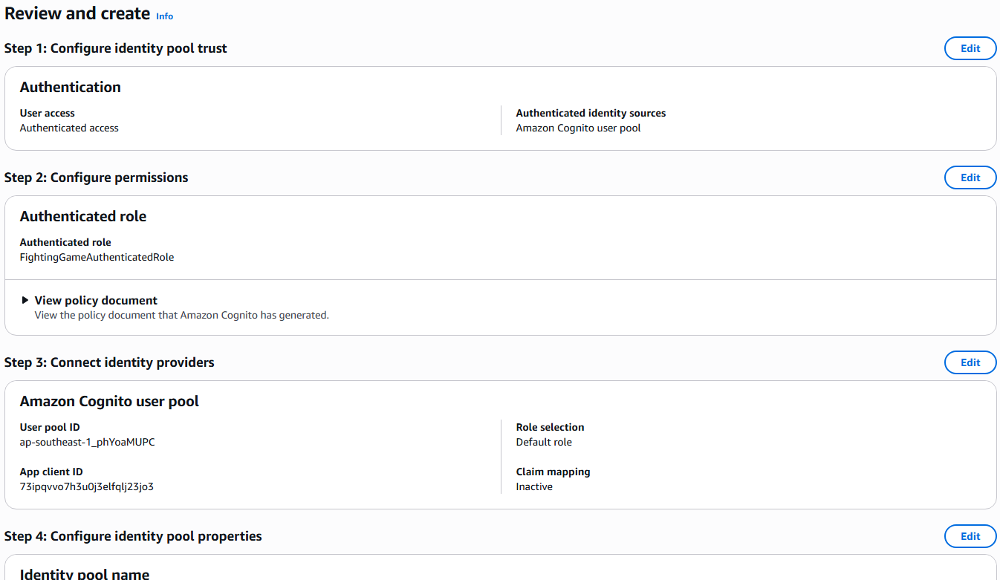 Review and create Info
Step 1: Configure identity pool trust
Edit
Authentication
User access
Authenticated access
Authenticated identity sources
Amazon Cognito user pool
Step 2: Configure permissions
Edit
Authenticated role
Authenticated role
FightingGameAuthenticatedRole
View policy document
View the policy document that Amazon Cognito has generated.
Step 3: Connect identity providers
Edit
Amazon Cognito user pool
User pool ID
ap-southeast-1_phYoaMUPC
Role selection
Default role
App client ID
73ipqvvo7h3u0j3elfqlj23jo3
Claim mapping
Inactive
Step 4: Configure identity pool properties
Edit
Identity pool name